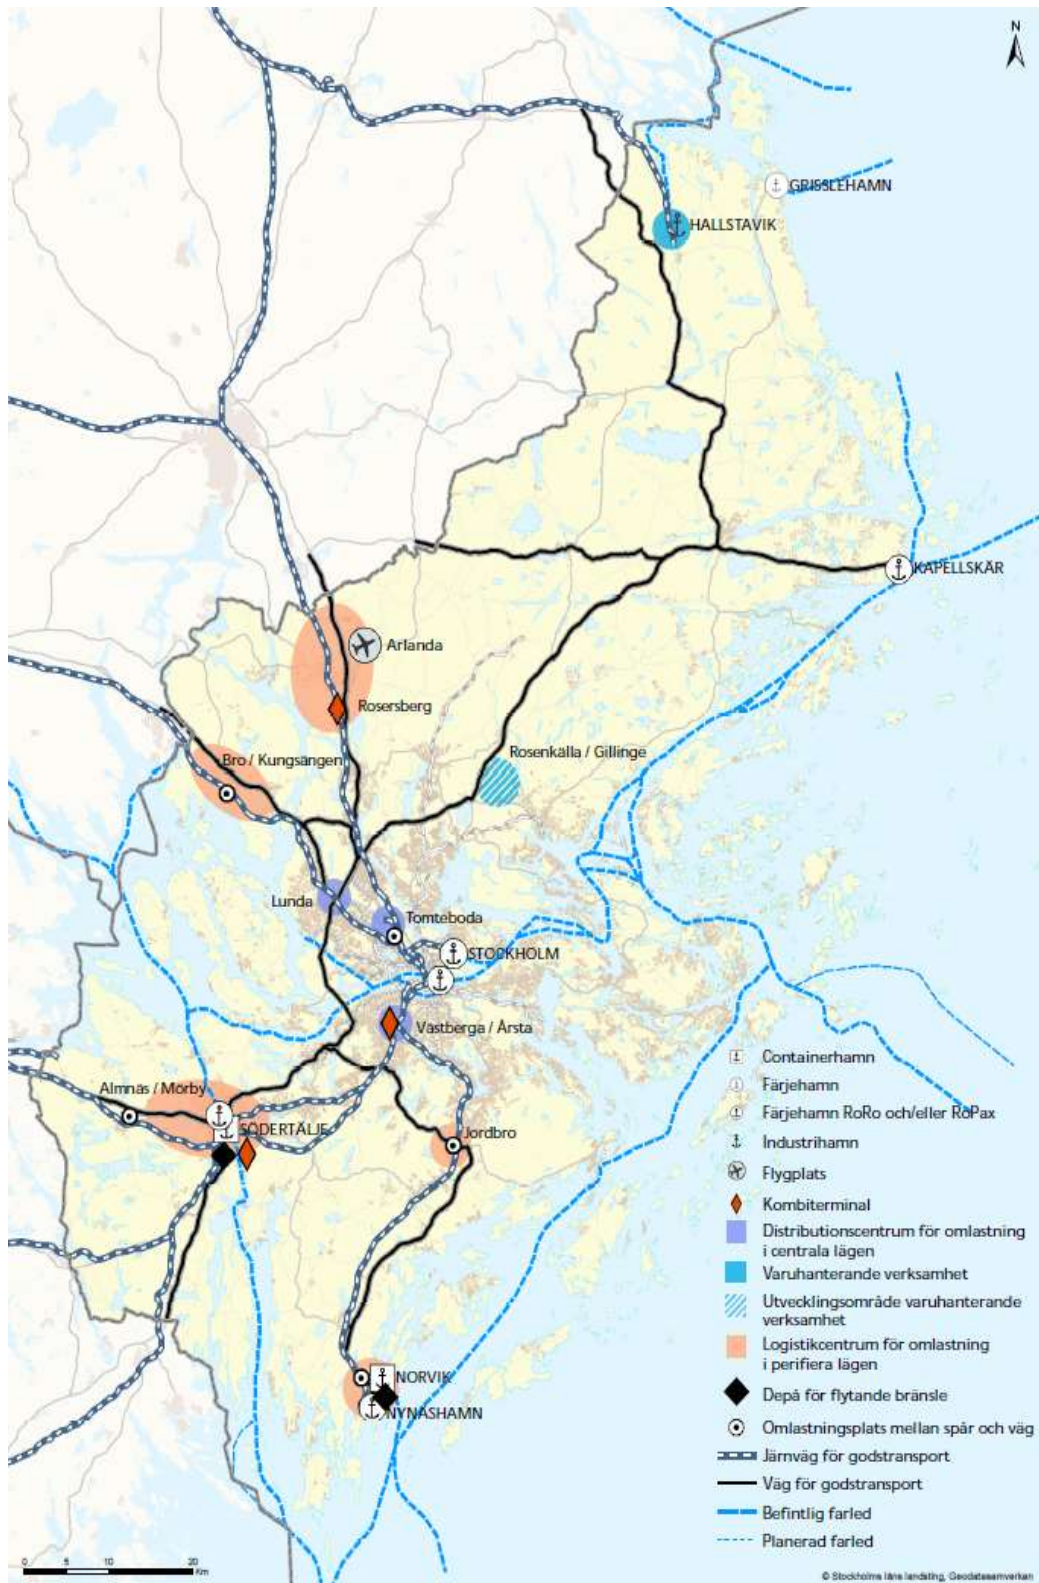 N
GRISSLEHAMN
HALLSTAVIK
KAPELLSKÄR
Arlanda
Rosersberg
Rosenkälla / Gillinge
Bro / Kungsängen
Lunda
Tomteboda
STOCKHOLM
Västberga / Årsta
Almnäs / Mörby
SÖDERTÄLJE
Jordbro
NORVIK
NYNÄSHAMN
Containerhamn
Färjehamn
Färjehamn RoRo och/eller RoPax
Industrihamn
Flygplats
Kombiterminal
Distributionscentrum för omlastning
i centrala lägen
Varuhanterande verksamhet
Utvecklingsområde varuhanterande
verksamhet
Logistikcentrum för omlastning
i perifiera lägen
Depå för flytande bränsle
Omlastningsplats mellan spår och väg
Järnväg för godstransport
Väg för godstransport
Befintlig farled
Planerad farled
0 5 10 20
Km
© Stockholms läns landsting, Geodatasamverkan